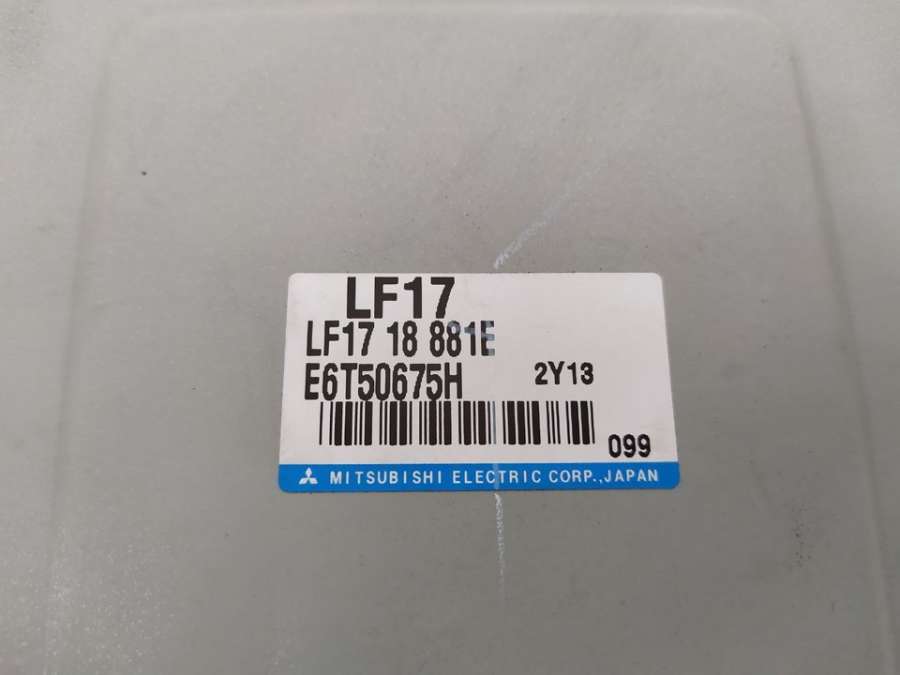 LF17
LF17 18 881E
E6T50675H 2Y13
099
MITSUBISHI ELECTRIC CORP.,JAPAN